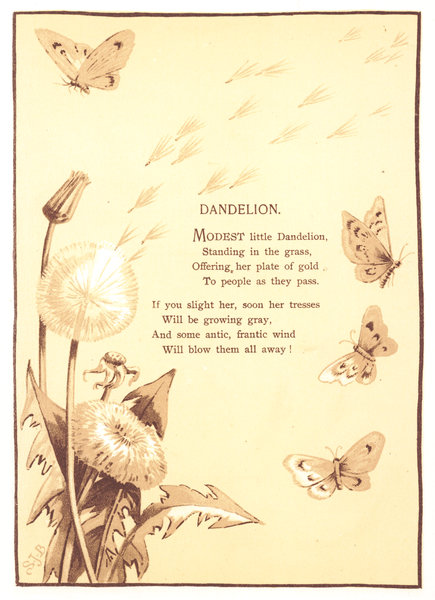 DANDELION.
MODEST little Dandelion,
Standing in the grass,
Offering her plate of gold
To people as they pass.
If you slight her, soon her tresses
Will be growing gray,
And some antic, frantic wind
Will blow them all away!
SJB